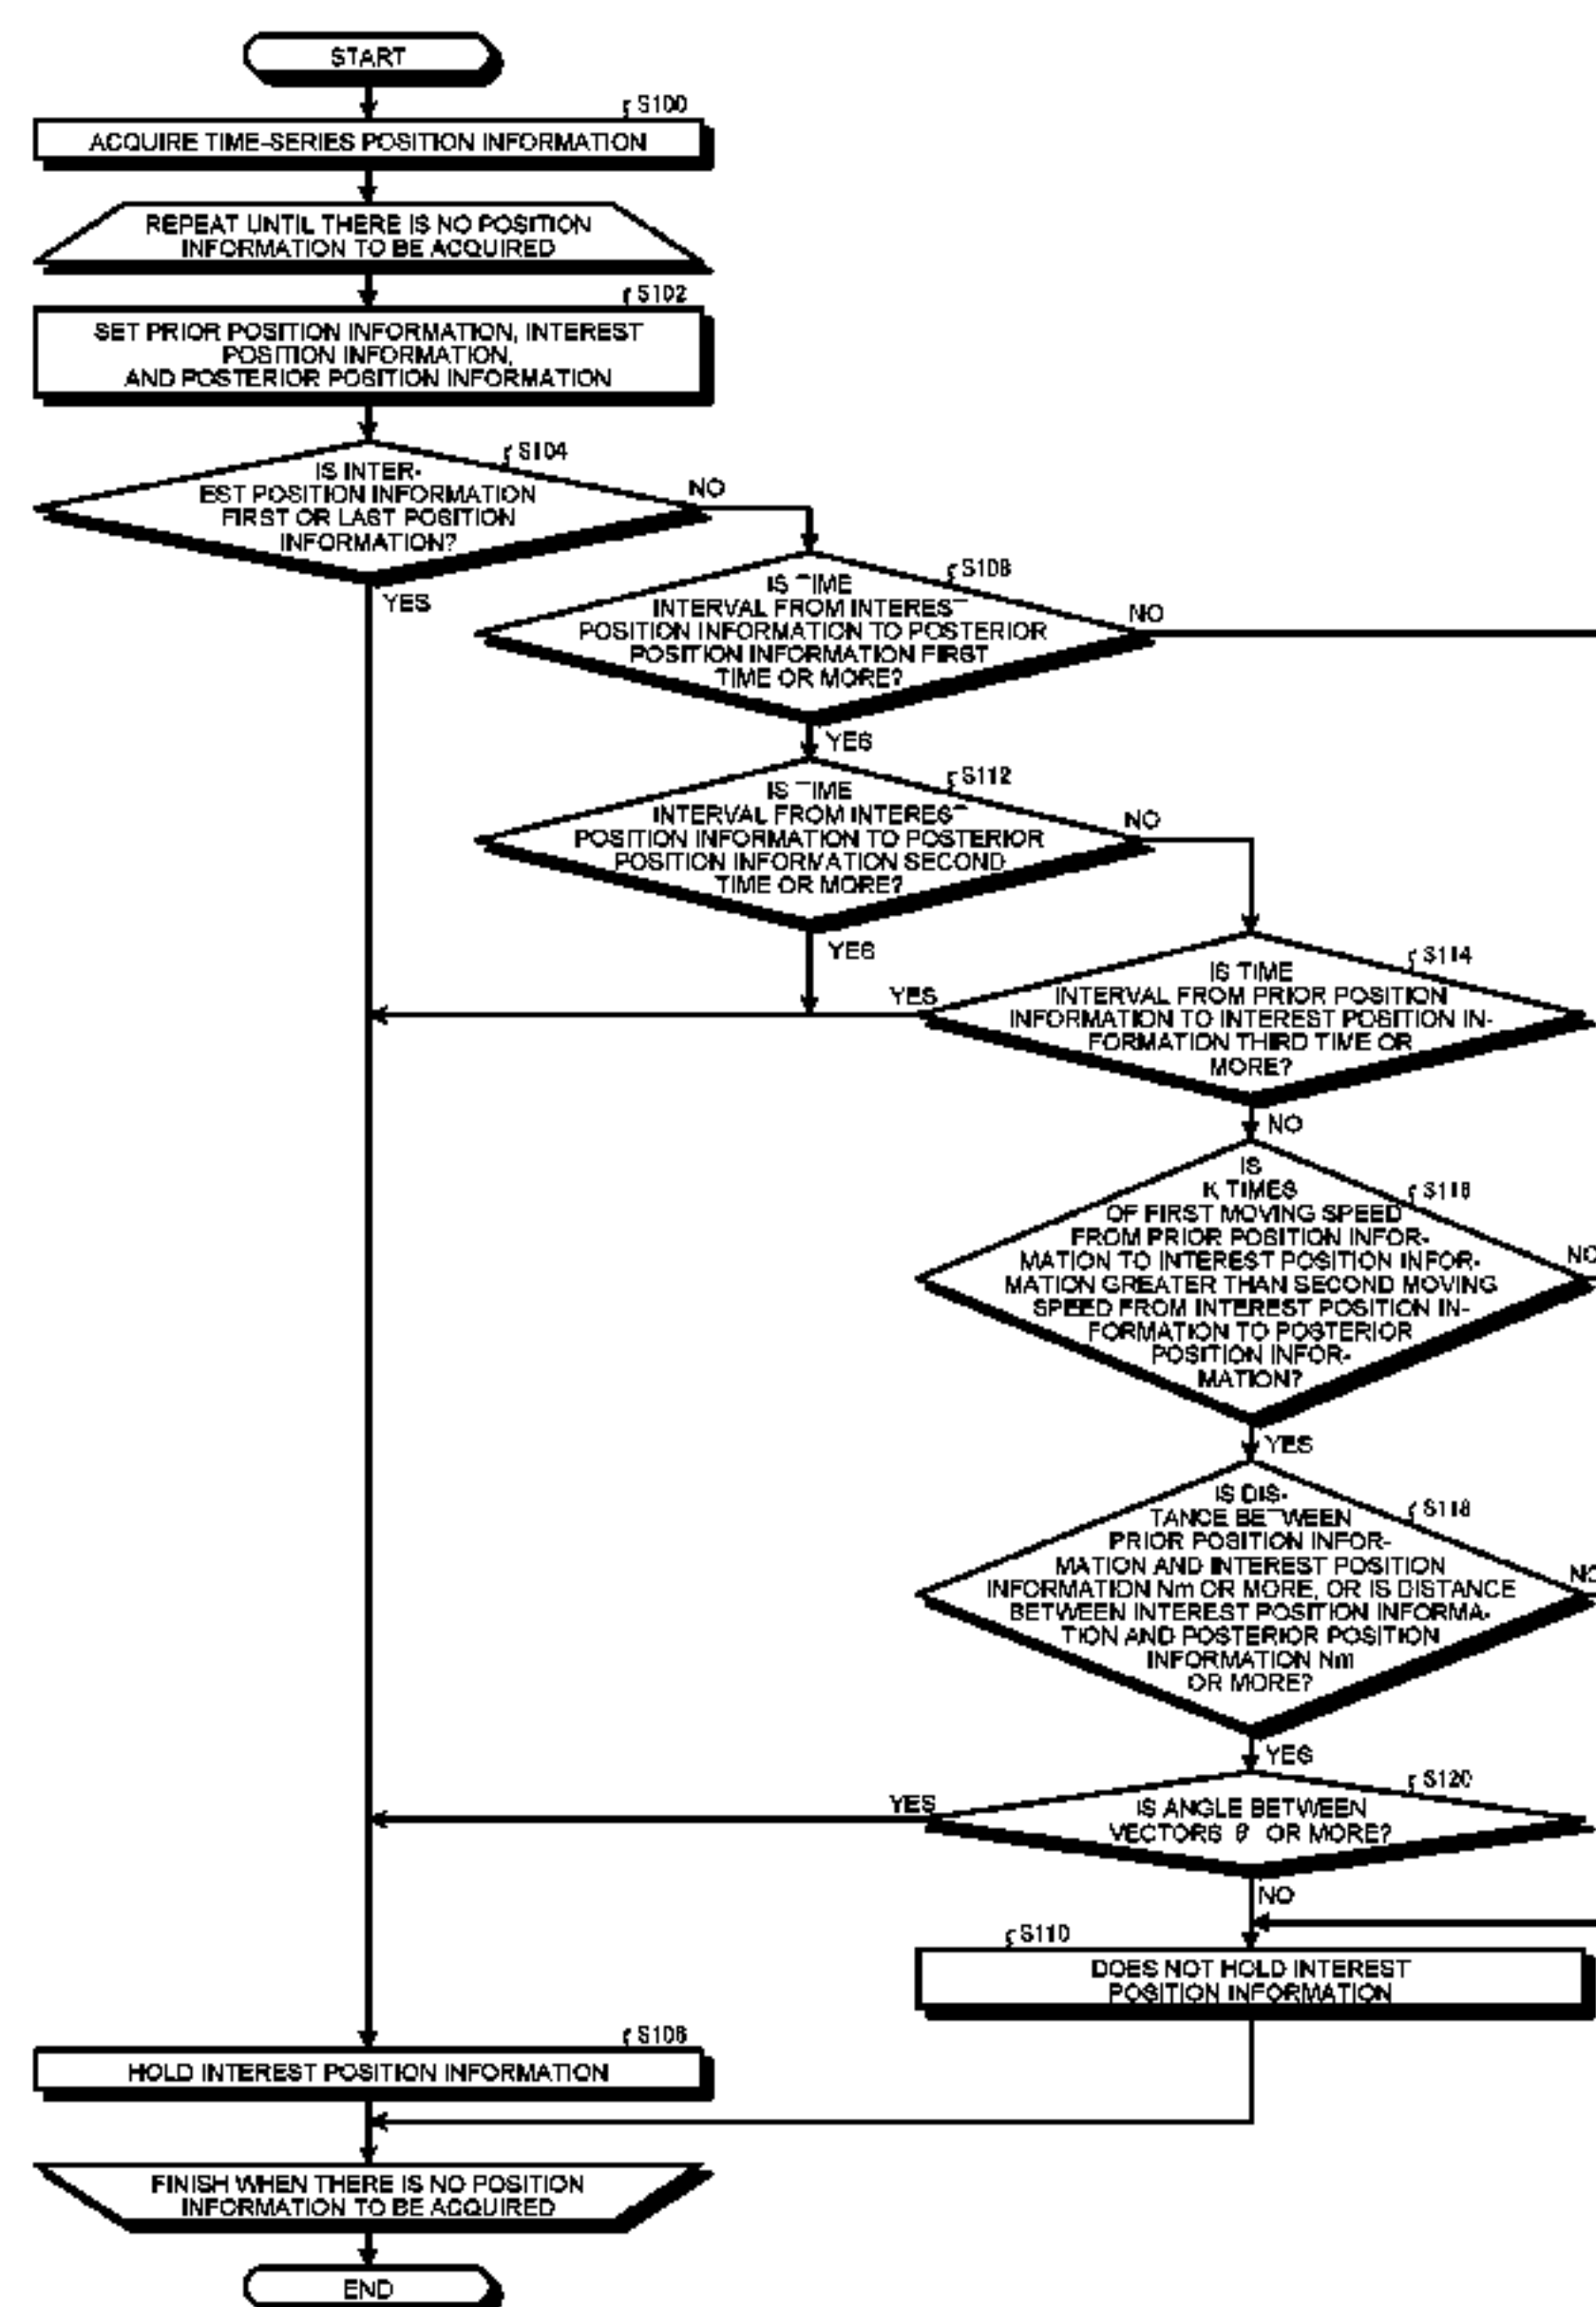 START
S100
ACQUIRE TIME-SERIES POSITION INFORMATION
REPEAT UNTIL THERE IS NO POSITION
INFORMATION TO BE ACQUIRED
S102
SET PRIOR POSITION INFORMATION, INTEREST
POSITION INFORMATION,
AND POSTERIOR POSITION INFORMATION
S104
IS INTER-
EST POSITION INFORMATION
FIRST OR LAST POSITION
INFORMATION?
NO
YES
S108
IS TIME
INTERVAL FROM INTEREST
POSITION INFORMATION TO POSTERIOR
POSITION INFORMATION FIRST
TIME OR MORE?
NO
YES
S112
IS TIME
INTERVAL FROM INTEREST
POSITION INFORMATION TO POSTERIOR
POSITION INFORMATION SECOND
TIME OR MORE?
NO
YES
S114
IS TIME
INTERVAL FROM PRIOR POSITION
INFORMATION TO INTEREST POSITION IN-
FORMATION THIRD TIME OR
MORE?
YES
NO
S116
IS
K TIMES
OF FIRST MOVING SPEED
FROM PRIOR POSITION INFOR-
MATION TO INTEREST POSITION INFOR-
MATION GREATER THAN SECOND MOVING
SPEED FROM INTEREST POSITION IN-
FORMATION TO POSTERIOR
POSITION INFOR-
MATION?
NO
YES
S118
IS DIS-
TANCE BETWEEN
PRIOR POSITION INFOR-
MATION AND INTEREST POSITION
INFORMATION Nm OR MORE, OR IS DISTANCE
BETWEEN INTEREST POSITION INFORMA-
TION AND POSTERIOR POSITION
INFORMATION Nm
OR MORE?
NO
YES
S120
IS ANGLE BETWEEN
VECTORS θ OR MORE?
YES
NO
S110
DOES NOT HOLD INTEREST
POSITION INFORMATION
S106
HOLD INTEREST POSITION INFORMATION
FINISH WHEN THERE IS NO POSITION
INFORMATION TO BE ACQUIRED
END